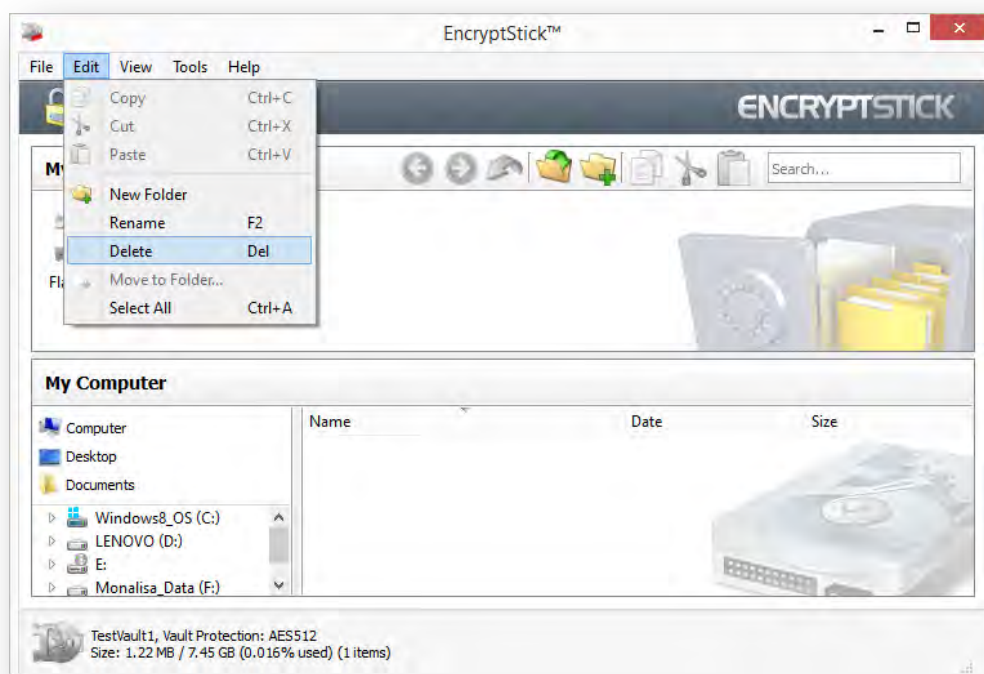 EncryptStick™
File Edit View Tools Help
ENCRYPTSTICK
Copy Ctrl+C
Cut Ctrl+X
Paste Ctrl+V
New Folder
Rename F2
Delete Del
Move to Folder...
Select All Ctrl+A
Search...
My Computer
Computer
Desktop
Documents
Windows8_OS (C:)
LENOVO (D:)
E:
Monalisa_Data (F:)
Name Date Size
TestVault1, Vault Protection: AES512
Size: 1.22 MB / 7.45 GB (0.016% used) (1 items)